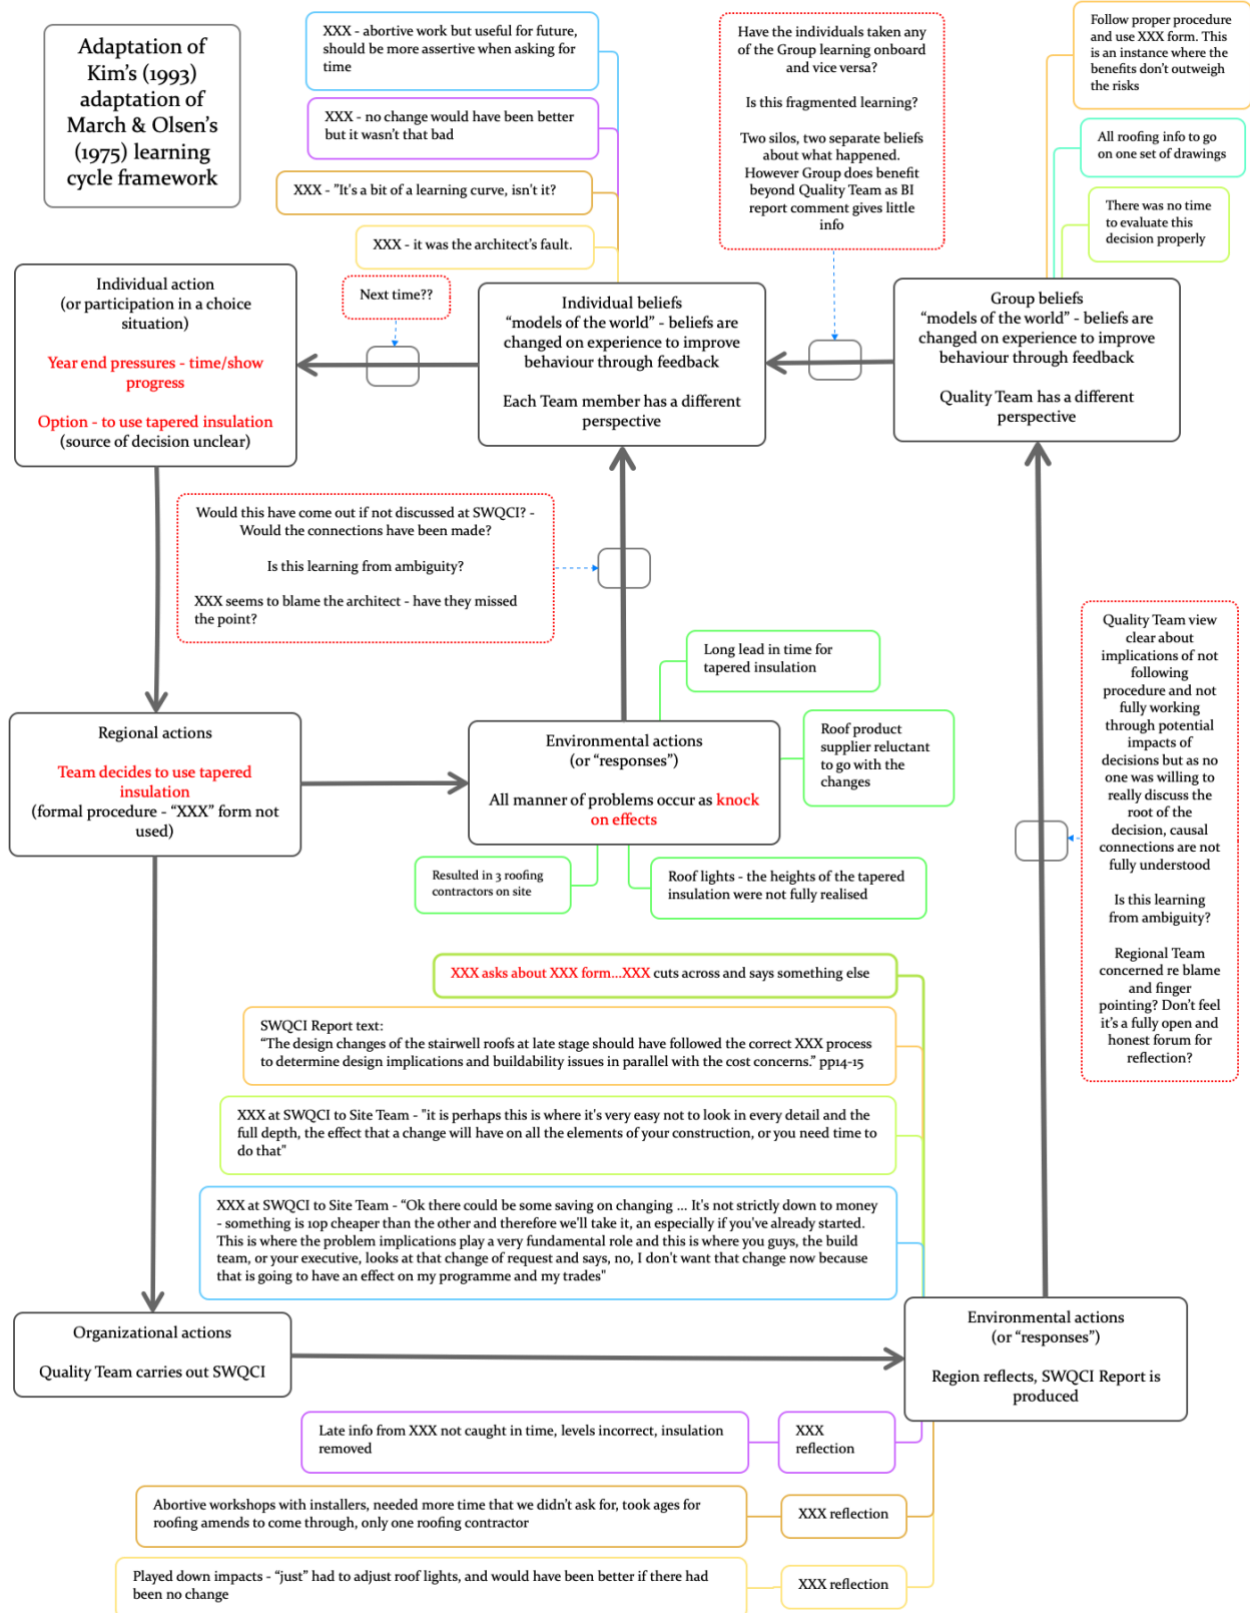 Adaptation of
Kim's (1993)
adaptation of
March & Olsen's
(1975) learning
cycle framework
XXX - abortive work but useful for future,
should be more assertive when asking for
time
XXX - no change would have been better
but it wasn't that bad
XXX - "It's a bit of a learning curve, isn't it?
XXX - it was the architect's fault.
Next time??
Have the individuals taken any
of the Group learning onboard
and vice versa?
Is this fragmented learning?
Two silos, two separate beliefs
about what happened.
However Group does benefit
beyond Quality Team as BI
report comment gives little
info
Follow proper procedure
and use XXX form. This
is an instance where the
benefits don't outweigh
the risks
All roofing info to go
on one set of drawings
There was no time
to evaluate this
decision properly
Individual action
(or participation in a choice
situation)
Year end pressures - time/show
progress
Option - to use tapered insulation
(source of decision unclear)
Individual beliefs
“models of the world” - beliefs are
changed on experience to improve
behaviour through feedback
Each Team member has a different
perspective
Group beliefs
“models of the world” - beliefs are
changed on experience to improve
behaviour through feedback
Quality Team has a different
perspective
Would this have come out if not discussed at SWQCI? -
Would the connections have been made?
Is this learning from ambiguity?
XXX seems to blame the architect - have they missed
the point?
Quality Team view
clear about
implications of not
following
procedure and not
fully working
through potential
impacts of
decisions but as no
one was willing to
really discuss the
root of the
decision, causal
connections are not
fully understood
Is this learning
from ambiguity?
Regional Team
concerned re blame
and finger
pointing? Don't feel
it's a fully open and
honest forum for
reflection?
Long lead in time for
tapered insulation
Roof product
supplier reluctant
to go with the
changes
Regional actions
Team decides to use tapered
insulation
(formal procedure - “XXX” form not
used)
Environmental actions
(or “responses”)
All manner of problems occur as knock
on effects
Resulted in 3 roofing
contractors on site
Roof lights - the heights of the tapered
insulation were not fully realised
XXX asks about XXX form...XXX cuts across and says something else
SWQCI Report text:
“The design changes of the stairwell roofs at late stage should have followed the correct XXX process
to determine design implications and buildability issues in parallel with the cost concerns.” pp14-15
XXX at SWQCI to Site Team - "it is perhaps this is where it's very easy not to look in every detail and the
full depth, the effect that a change will have on all the elements of your construction, or you need time to
do that"
XXX at SWQCI to Site Team - “Ok there could be some saving on changing ... It's not strictly down to money
- something is 10p cheaper than the other and therefore we'll take it, an especially if you've already started.
This is where the problem implications play a very fundamental role and this is where you guys, the build
team, or your executive, looks at that change of request and says, no, I don't want that change now because
that is going to have an effect on my programme and my trades"
Organizational actions
Quality Team carries out SWQCI
Environmental actions
(or “responses”)
Region reflects, SWQCI Report is
produced
Late info from XXX not caught in time, levels incorrect, insulation
removed
XXX
reflection
Abortive workshops with installers, needed more time that we didn't ask for, took ages for
roofing amends to come through, only one roofing contractor
XXX reflection
Played down impacts - “just” had to adjust roof lights, and would have been better if there had
been no change
XXX reflection